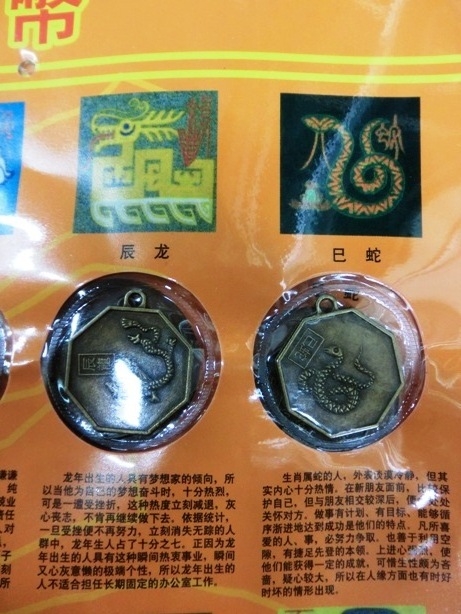 幣
辰 龙
巳 蛇
蛇
龙年出生的人具有梦想家的倾向，所
以当他为自己的梦想奋斗时，十分热烈，
可是一遭受挫折，这种热度立刻减退，灰
心丧志，不肯再继续做下去。依据统计，
一旦受挫便不再努力，立刻消失无踪的人
群中，龙年生人占了十分之七。正因为龙
年出生的人具有这种瞬间热衷事业，瞬间
又心灰意懒的极端个性，所以龙年出生的
人不适合担任长期固定的办公室工作。
生肖属蛇的人，外表淡漠冷静，但其
实内心十分热情，在新朋友面前，比较保
护自己，但与朋友相交较深后，便处处
关怀对方。做事有计划，有目标，能够循
序渐进地达到成功是他们的特点。凡所喜
爱的人、事，必努力争取。也善于利用空
隙，有捷足先登的本领。上进心强烈，使
他们能获得一定的成就，可惜生性颇为吝
啬，疑心较大，所以在人缘方面也有时好
时坏的情形出现。